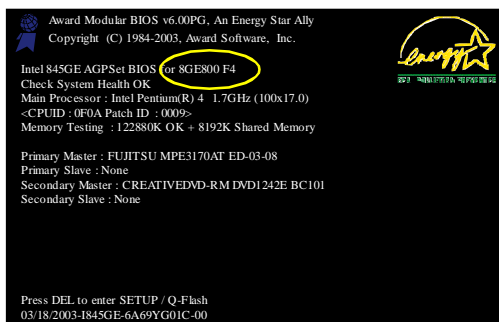 Award Modular BIOS v6.00PG, An Energy Star Ally
Copyright (C) 1984-2003, Award Software, Inc.
energy
Intel 845GE AGPSet BIOS for 8GE800 F4
Check System Health OK
Main Processor : Intel Pentium(R) 4 1.7GHz (100x17.0)
<CPUID : 0F0A Patch ID : 0009>
Memory Testing : 122880K OK + 8192K Shared Memory
Primary Master : FUJITSU MPE3170AT ED-03-08
Primary Slave : None
Secondary Master : CREATIVEDVD-RM DVD1242E BC101
Secondary Slave : None
Press DEL to enter SETUP / Q-Flash
03/18/2003-I845GE-6A69YG01C-00